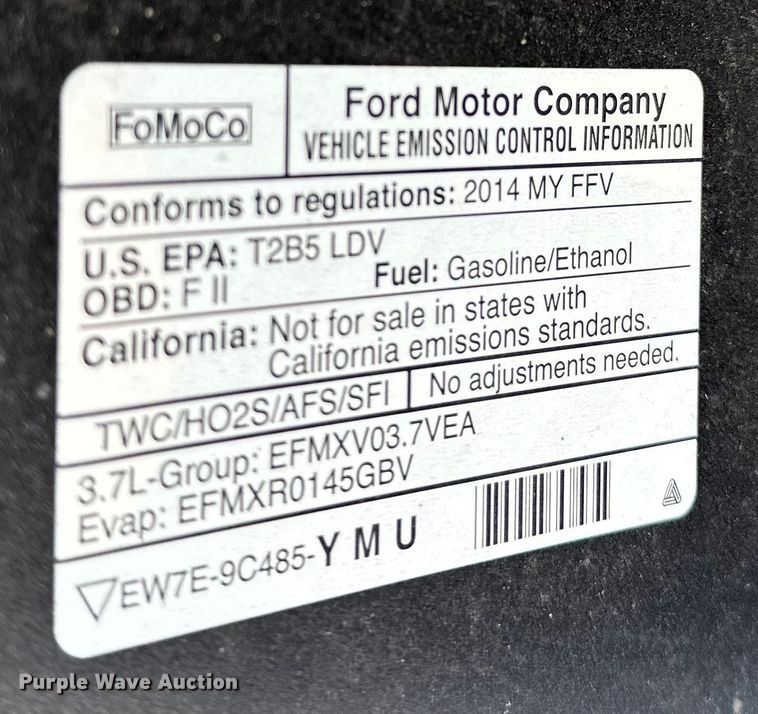 FoMoCo
Ford Motor Company
VEHICLE EMISSION CONTROL INFORMATION
Conforms to regulations: 2014 MY FFV
U.S. EPA: T2B5 LDV
OBD: F II
Fuel: Gasoline/Ethanol
California: Not for sale in states with
California emissions standards.
TWC/HO2S/AFS/SFI
No adjustments needed.
3.7L-Group: EFMXV03.7VEA
Evap: EFMXR0145GBV
EW7E-9C485-Y M U
Purple Wave Auction